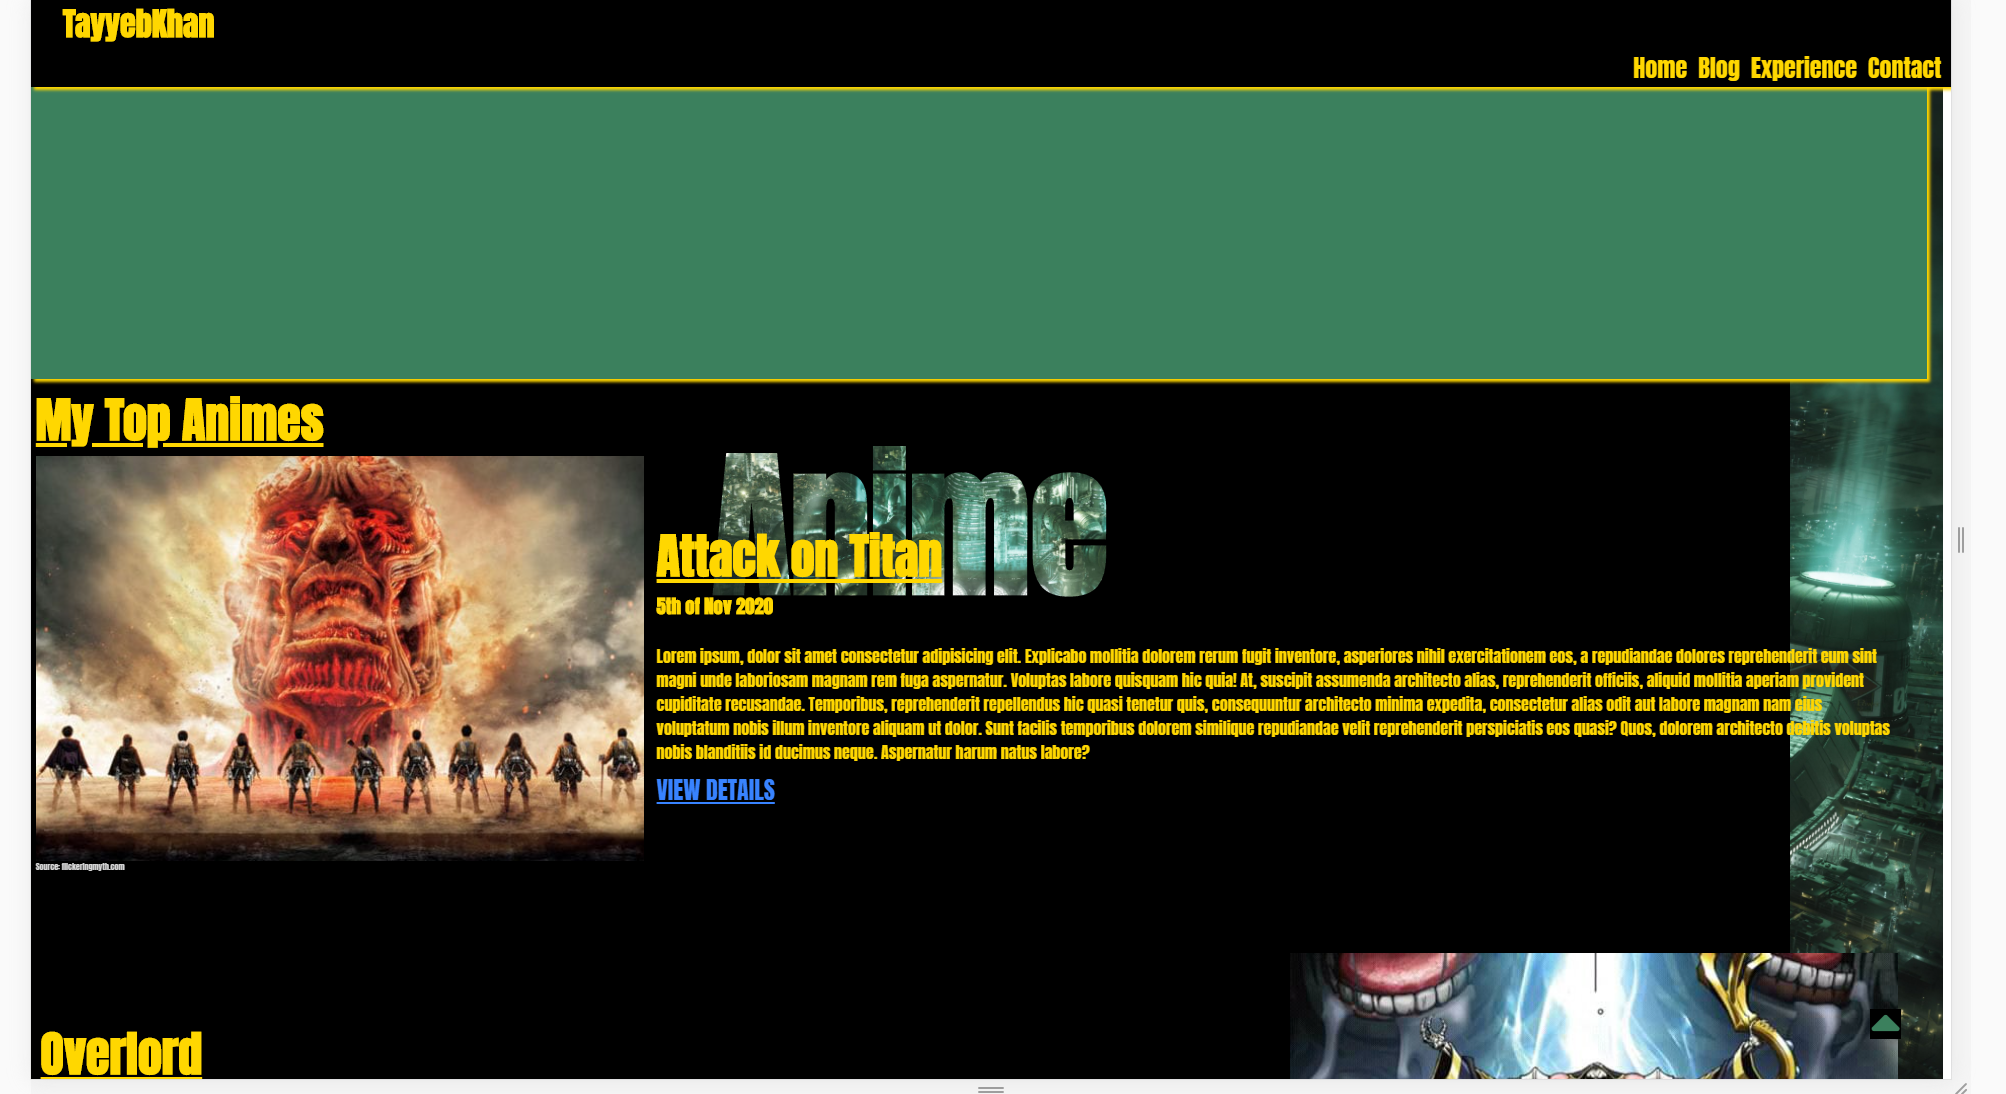 TayyebKhan
Home Blog Experience Contact
My Top Animes
Anime
Attack on Titan
5th of Nov 2020
Lorem ipsum, dolor sit amet consectetur adipisicing elit. Explicabo mollitia dolorem rerum fugit inventore, asperiores nihil exercitationem eos, a repudiandae dolores reprehenderit eum sint
magni unde laboriosam magnam rem fuga aspernatur. Voluptas labore quisquam hic quia! At, suscipit assumenda architecto alias, reprehenderit officiis, aliquid mollitia aperiam provident
cupiditate recusandae. Temporibus, reprehenderit repellendus hic quasi tenetur quis, consequuntur architecto minima expedita, consectetur alias odit aut labore magnam nam eius
voluptatum nobis illum inventore aliquam ut dolor. Sunt facilis temporibus dolorem similique repudiandae velit reprehenderit perspiciatis eos quasi? Quos, dolorem architecto debitis voluptas
nobis blanditiis id ducimus neque. Aspernatur harum natus labore?
VIEW DETAILS
Source: flickeringmyth.com
Overlord